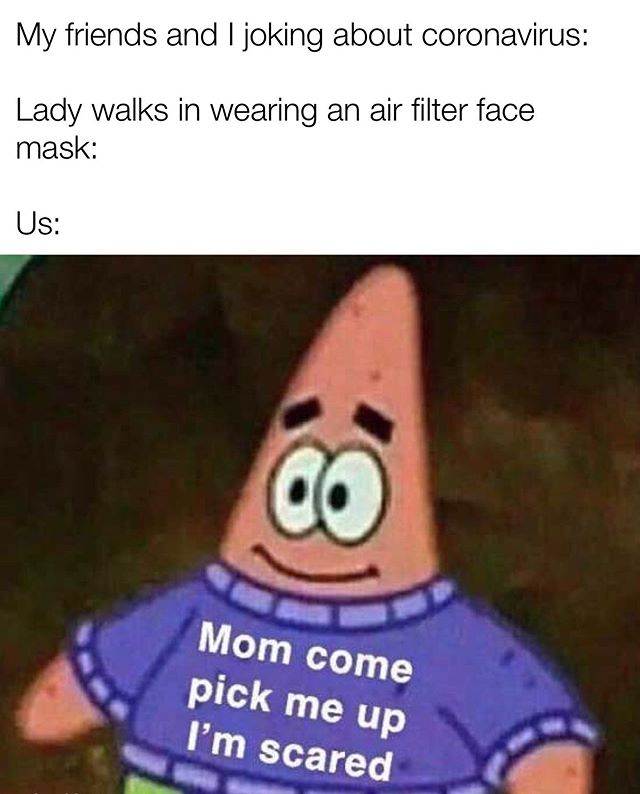 My friends and I joking about coronavirus:
Lady walks in wearing an air filter face
mask:
Us:
Mom come
pick me up
I'm scared